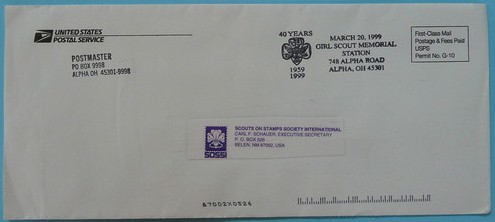 UNITED STATES
POSTAL SERVICE
POSTMASTER
PO BOX 9998
ALPHA OH 45301-9998
40 YEARS
1959
1999
MARCH 20, 1999
GIRL SCOUT MEMORIAL
STATION
748 ALPHA ROAD
ALPHA, OH 45301
First-Class Mail
Postage & Fees Paid
USPS
Permit No. G-10
SOSSI
SCOUTS ON STAMPS SOCIETY INTERNATIONAL
CARL F. SCHAUER, EXECUTIVE SECRETARY
P. O. BOX 526
BELEN, NM 87002, USA
87002X0526